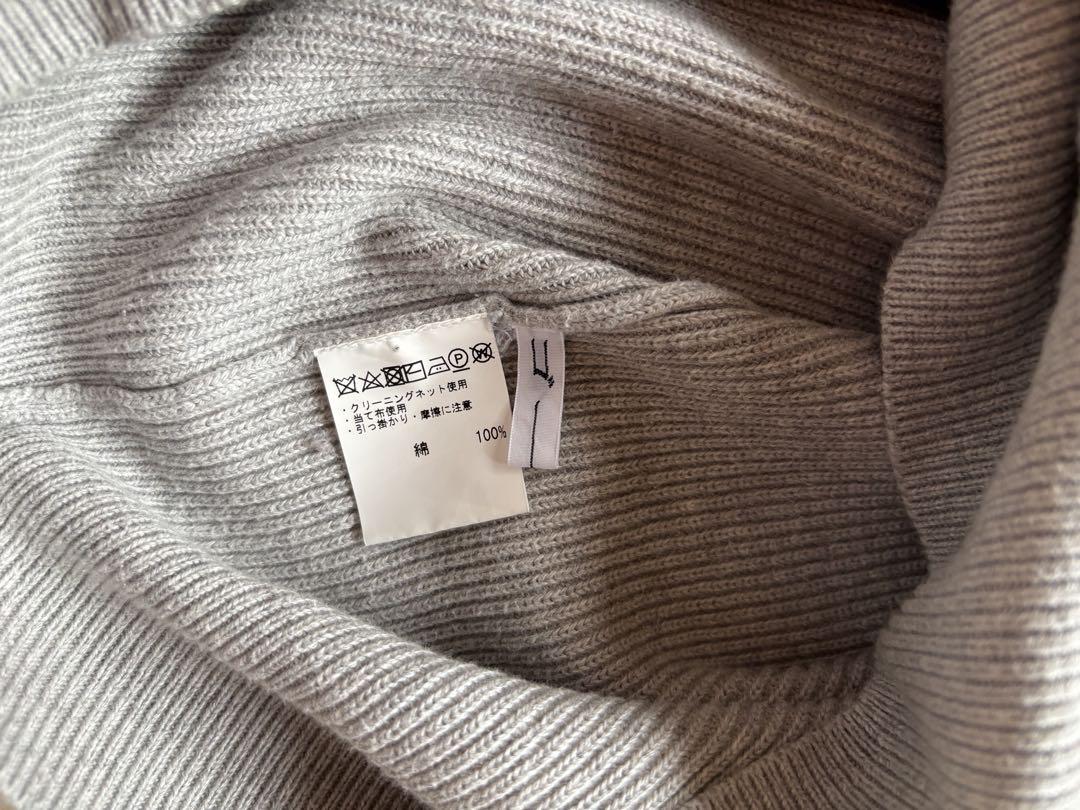 P W
・クリーニングネット使用
・当て布使用
・引っ掛かり・摩擦に注意
綿 100%